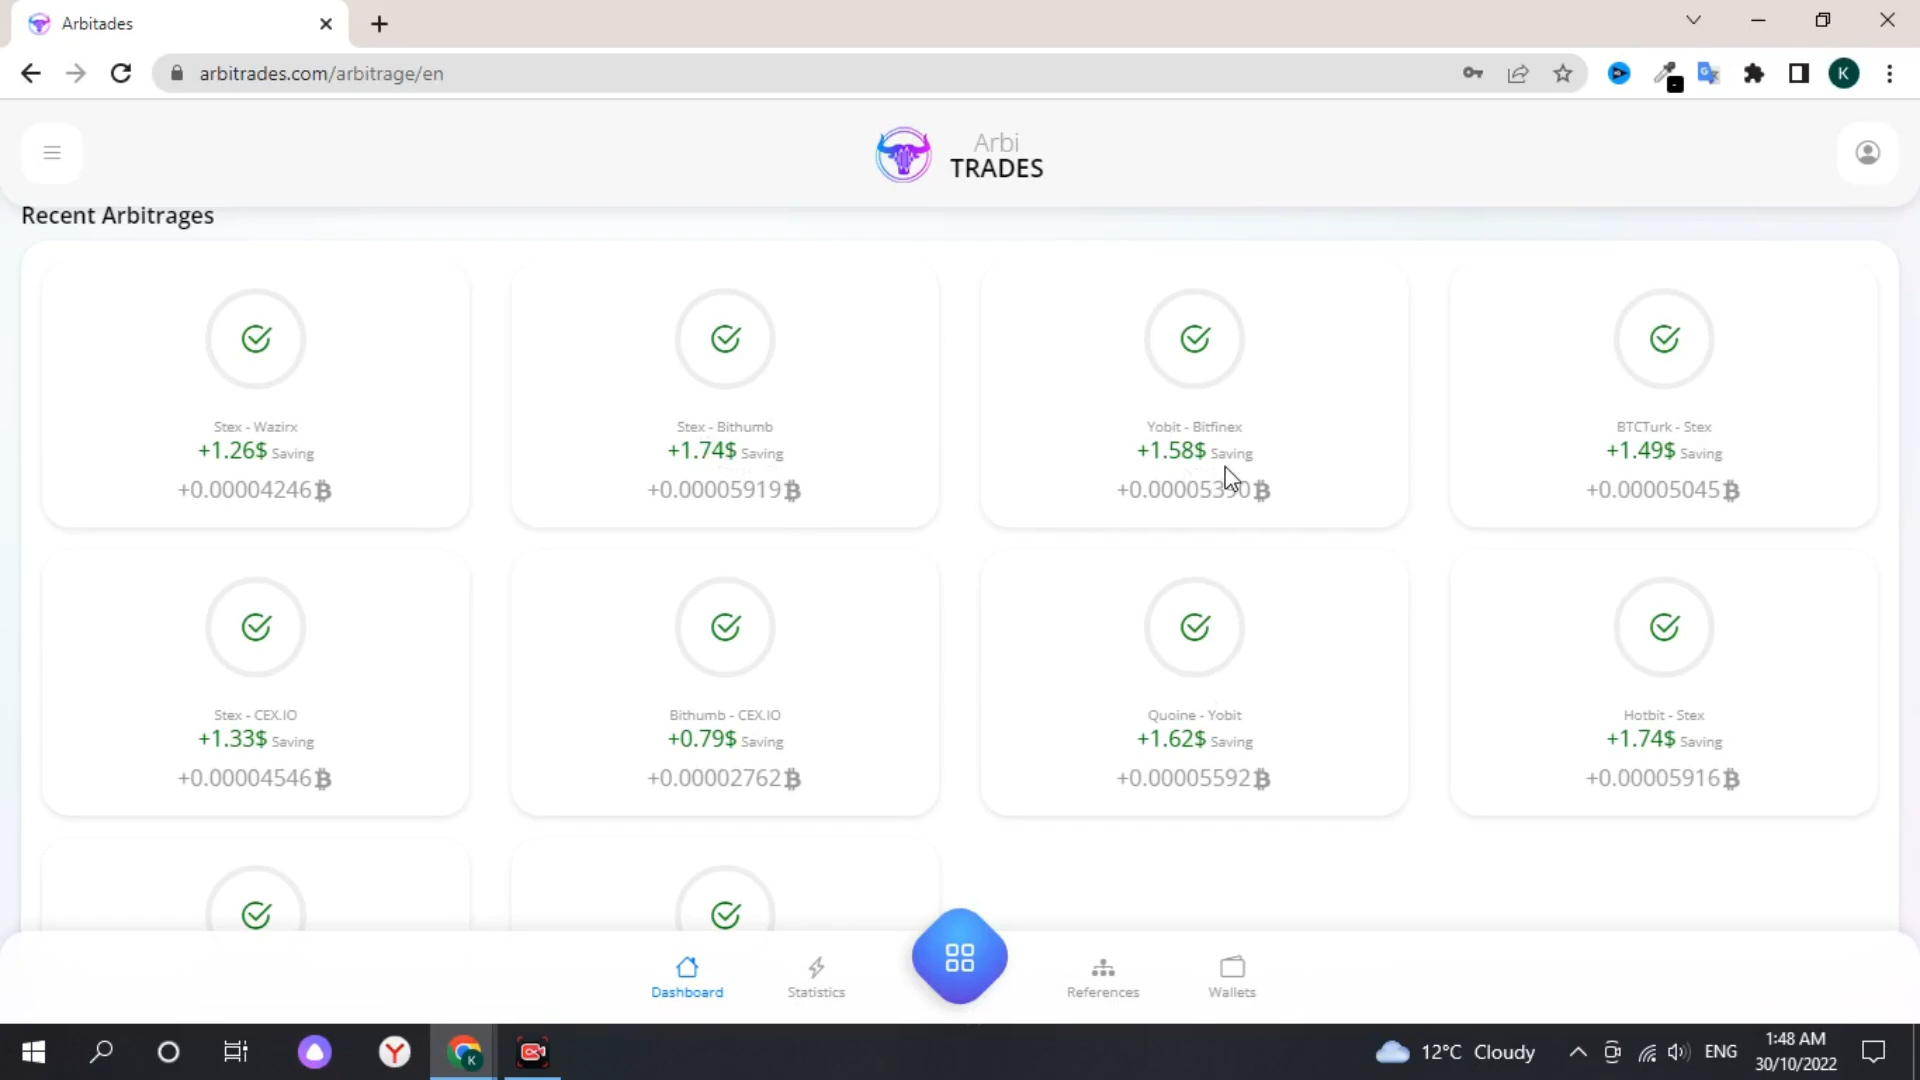 Arbitades
arbitrades.com/arbitrage/en
K
Arbi
TRADES
Recent Arbitrages
Stex - Wazirx
+1.26$ Saving
+0.00004246
Stex - Bithumb
+1.74$ Saving
+0.00005919
Yobit - Bitfinex
+1.58$ Saving
BTCTurk - Stex
+1.49$ Saving
+0.00005045
Stex - CEX.IO
+1.33$ Saving
+0.00004546
Bithumb - CEX.IO
+0.79$ Saving
+0.00002762
Quoine - Yobit
+1.62$ Saving
+0.00005592
Hotbit - Stex
+1.74$ Saving
+0.00005916
Dashboard
Statistics
References
Wallets
12°C Cloudy
ENG
1:48 AM
30/10/2022